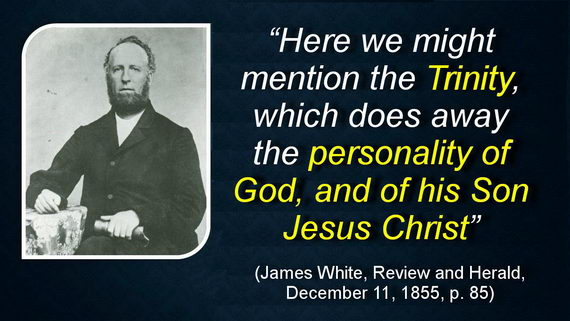 “Here we might
mention the Trinity,
which does away
the personality of
God, and of his Son
Jesus Christ”
(James White, Review and Herald,
December 11, 1855, p. 85)